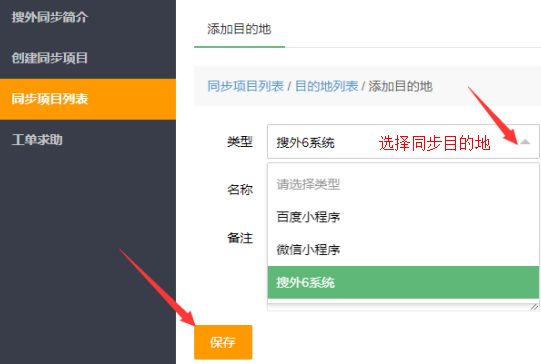 搜外同步简介
创建同步项目
同步项目列表
工单求助
添加目的地
同步项目列表 / 目的地列表 / 添加目的地
类型
搜外6系统
选择同步目的地
请选择类型
名称
百度小程序
备注
微信小程序
搜外6系统
保存